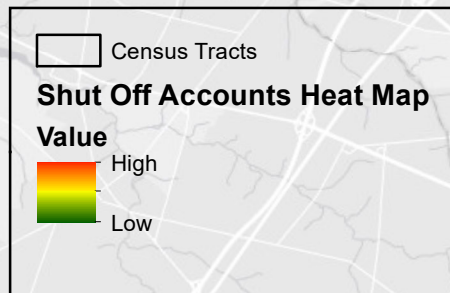 Census Tracts
Shut Off Accounts Heat Map
Value
High
Low